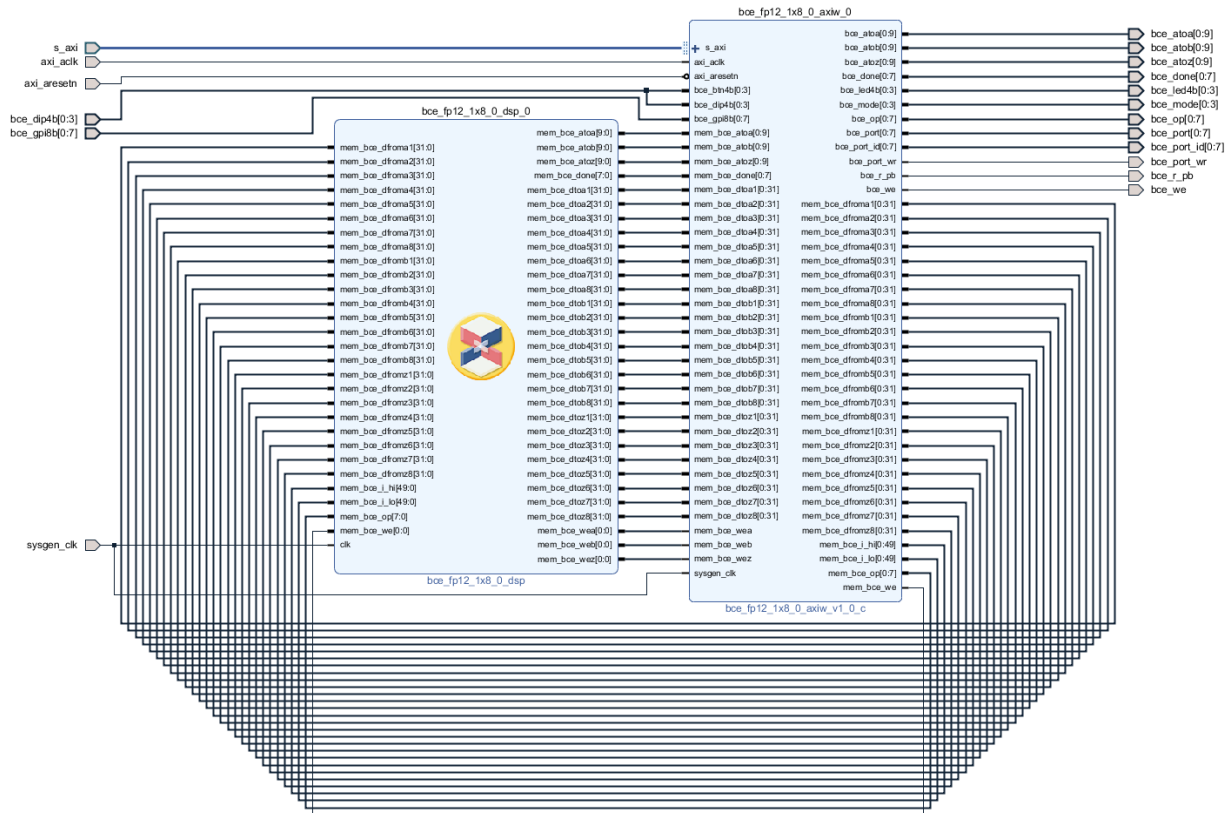 s_axi
axi_aclk
axi_aresetn
bce_dip4b[0:3]
bce_gpi8b[0:7]
sysgen_clk
bce_fp12_1x8_0_dsp_0
mem_bce_dfroma1[31:0]
mem_bce_dfroma2[31:0]
mem_bce_dfroma3[31:0]
mem_bce_dfroma4[31:0]
mem_bce_dfroma5[31:0]
mem_bce_dfroma6[31:0]
mem_bce_dfroma7[31:0]
mem_bce_dfroma8[31:0]
mem_bce_dfromb1[31:0]
mem_bce_dfromb2[31:0]
mem_bce_dfromb3[31:0]
mem_bce_dfromb4[31:0]
mem_bce_dfromb5[31:0]
mem_bce_dfromb6[31:0]
mem_bce_dfromb7[31:0]
mem_bce_dfromb8[31:0]
mem_bce_dfromz1[31:0]
mem_bce_dfromz2[31:0]
mem_bce_dfromz3[31:0]
mem_bce_dfromz4[31:0]
mem_bce_dfromz5[31:0]
mem_bce_dfromz6[31:0]
mem_bce_dfromz7[31:0]
mem_bce_dfromz8[31:0]
mem_bce_i_hi[49:0]
mem_bce_i_lo[49:0]
mem_bce_op[7:0]
mem_bce_we[0:0]
clk
mem_bce_atoa[9:0]
mem_bce_atob[9:0]
mem_bce_atoz[9:0]
mem_bce_done[7:0]
mem_bce_dtoa1[31:0]
mem_bce_dtoa2[31:0]
mem_bce_dtoa3[31:0]
mem_bce_dtoa4[31:0]
mem_bce_dtoa5[31:0]
mem_bce_dtoa6[31:0]
mem_bce_dtoa7[31:0]
mem_bce_dtoa8[31:0]
mem_bce_dtob1[31:0]
mem_bce_dtob2[31:0]
mem_bce_dtob3[31:0]
mem_bce_dtob4[31:0]
mem_bce_dtob5[31:0]
mem_bce_dtob6[31:0]
mem_bce_dtob7[31:0]
mem_bce_dtob8[31:0]
mem_bce_dtoz1[31:0]
mem_bce_dtoz2[31:0]
mem_bce_dtoz3[31:0]
mem_bce_dtoz4[31:0]
mem_bce_dtoz5[31:0]
mem_bce_dtoz6[31:0]
mem_bce_dtoz7[31:0]
mem_bce_dtoz8[31:0]
mem_bce_wea[0:0]
mem_bce_web[0:0]
mem_bce_wez[0:0]
bce_fp12_1x8_0_dsp
bce_fp12_1x8_0_axiw_0
s_axi
axi_aclk
axi_aresetn
bce_btn4b[0:3]
bce_dip4b[0:3]
bce_gpi8b[0:7]
mem_bce_atoa[0:9]
mem_bce_atob[0:9]
mem_bce_atoz[0:9]
mem_bce_done[0:7]
mem_bce_dtoa1[0:31]
mem_bce_dtoa2[0:31]
mem_bce_dtoa3[0:31]
mem_bce_dtoa4[0:31]
mem_bce_dtoa5[0:31]
mem_bce_dtoa6[0:31]
mem_bce_dtoa7[0:31]
mem_bce_dtoa8[0:31]
mem_bce_dtob1[0:31]
mem_bce_dtob2[0:31]
mem_bce_dtob3[0:31]
mem_bce_dtob4[0:31]
mem_bce_dtob5[0:31]
mem_bce_dtob6[0:31]
mem_bce_dtob7[0:31]
mem_bce_dtob8[0:31]
mem_bce_dtoz1[0:31]
mem_bce_dtoz2[0:31]
mem_bce_dtoz3[0:31]
mem_bce_dtoz4[0:31]
mem_bce_dtoz5[0:31]
mem_bce_dtoz6[0:31]
mem_bce_dtoz7[0:31]
mem_bce_dtoz8[0:31]
mem_bce_wea
mem_bce_web
mem_bce_wez
sysgen_clk
bce_atoa[0:9]
bce_atob[0:9]
bce_atoz[0:9]
bce_done[0:7]
bce_led4b[0:3]
bce_mode[0:3]
bce_op[0:7]
bce_port[0:7]
bce_port_id[0:7]
bce_port_wr
bce_r_pb
bce_we
mem_bce_dfroma1[0:31]
mem_bce_dfroma2[0:31]
mem_bce_dfroma3[0:31]
mem_bce_dfroma4[0:31]
mem_bce_dfroma5[0:31]
mem_bce_dfroma6[0:31]
mem_bce_dfroma7[0:31]
mem_bce_dfroma8[0:31]
mem_bce_dfromb1[0:31]
mem_bce_dfromb2[0:31]
mem_bce_dfromb3[0:31]
mem_bce_dfromb4[0:31]
mem_bce_dfromb5[0:31]
mem_bce_dfromb6[0:31]
mem_bce_dfromb7[0:31]
mem_bce_dfromb8[0:31]
mem_bce_dfromz1[0:31]
mem_bce_dfromz2[0:31]
mem_bce_dfromz3[0:31]
mem_bce_dfromz4[0:31]
mem_bce_dfromz5[0:31]
mem_bce_dfromz6[0:31]
mem_bce_dfromz7[0:31]
mem_bce_dfromz8[0:31]
mem_bce_i_hi[0:49]
mem_bce_i_lo[0:49]
mem_bce_op[0:7]
mem_bce_we
bce_fp12_1x8_0_axiw_v1_0_c
bce_atoa[0:9]
bce_atob[0:9]
bce_atoz[0:9]
bce_done[0:7]
bce_led4b[0:3]
bce_mode[0:3]
bce_op[0:7]
bce_port[0:7]
bce_port_id[0:7]
bce_port_wr
bce_r_pb
bce_we